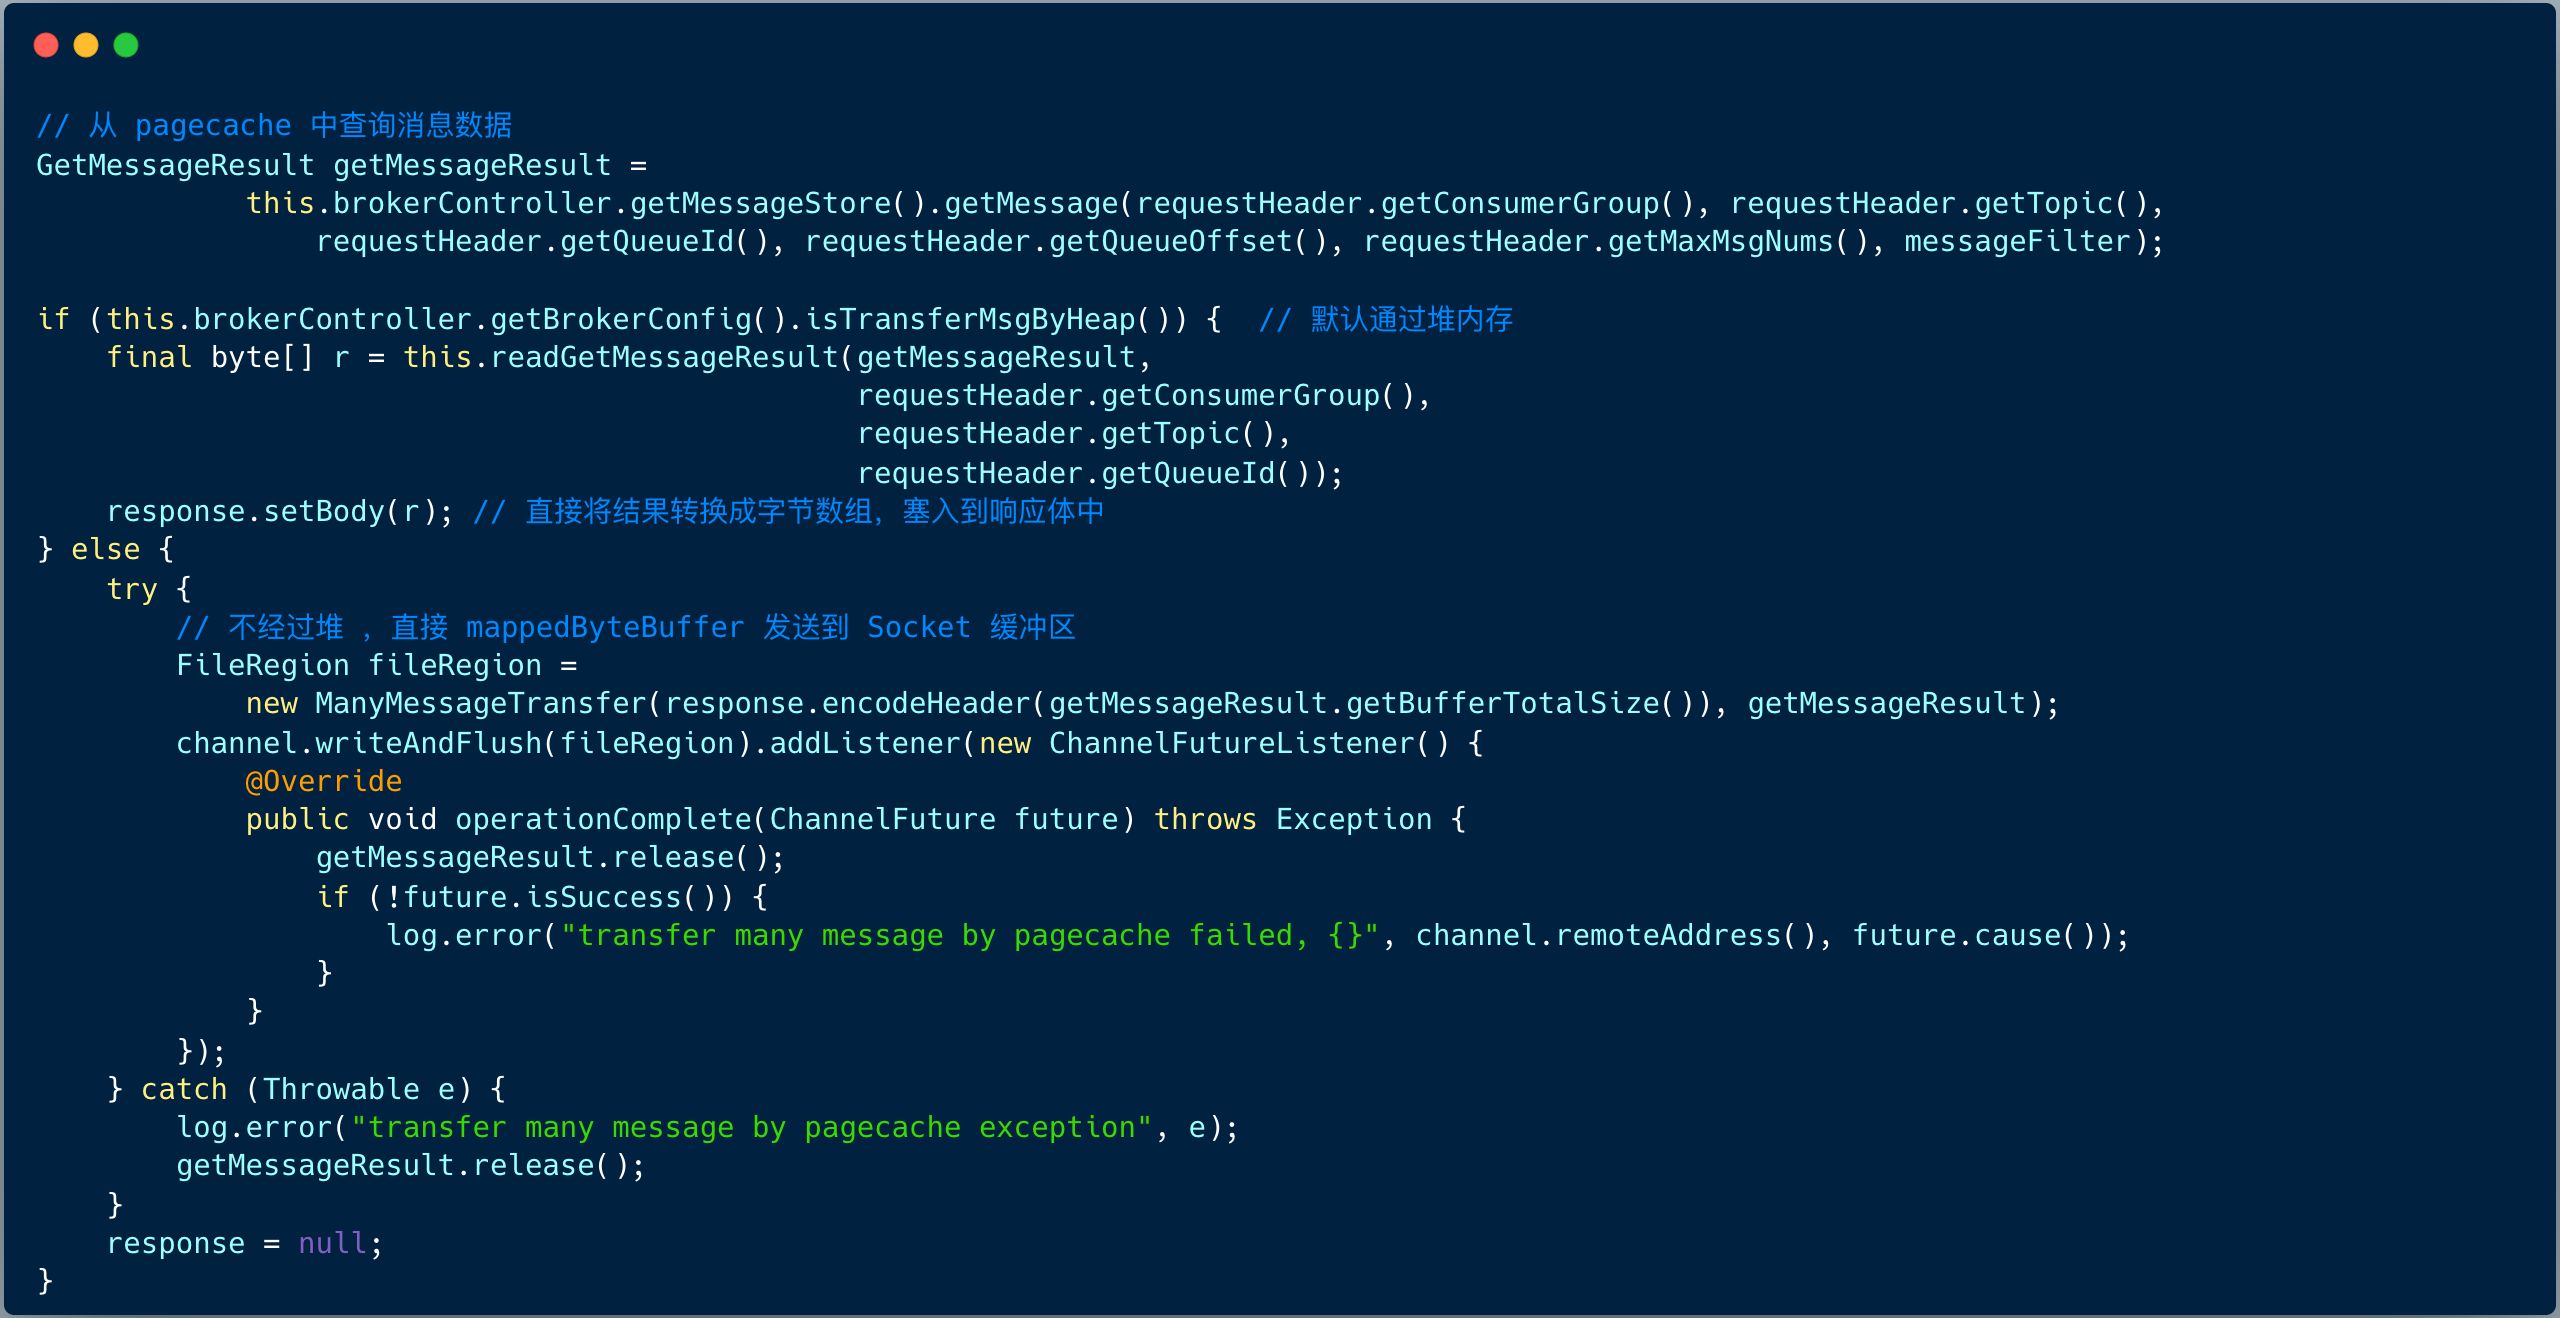 // 从 pagecache 中查询消息数据
GetMessageResult getMessageResult =
            this.brokerController.getMessageStore().getMessage(requestHeader.getConsumerGroup(), requestHeader.getTopic(),
                requestHeader.getQueueId(), requestHeader.getQueueOffset(), requestHeader.getMaxMsgNums(), messageFilter);

if (this.brokerController.getBrokerConfig().isTransferMsgByHeap()) {  // 默认通过堆内存
    final byte[] r = this.readGetMessageResult(getMessageResult,
                                               requestHeader.getConsumerGroup(),
                                               requestHeader.getTopic(),
                                               requestHeader.getQueueId());
    response.setBody(r); // 直接将结果转换成字节数组，塞入到响应体中
} else {
    try {
        // 不经过堆 ，直接 mappedByteBuffer 发送到 Socket 缓冲区
        FileRegion fileRegion =
            new ManyMessageTransfer(response.encodeHeader(getMessageResult.getBufferTotalSize()), getMessageResult);
        channel.writeAndFlush(fileRegion).addListener(new ChannelFutureListener() {
            @Override
            public void operationComplete(ChannelFuture future) throws Exception {
                getMessageResult.release();
                if (!future.isSuccess()) {
                    log.error("transfer many message by pagecache failed, {}", channel.remoteAddress(), future.cause());
                }
            }
        });
    } catch (Throwable e) {
        log.error("transfer many message by pagecache exception", e);
        getMessageResult.release();
    }
    response = null;
}